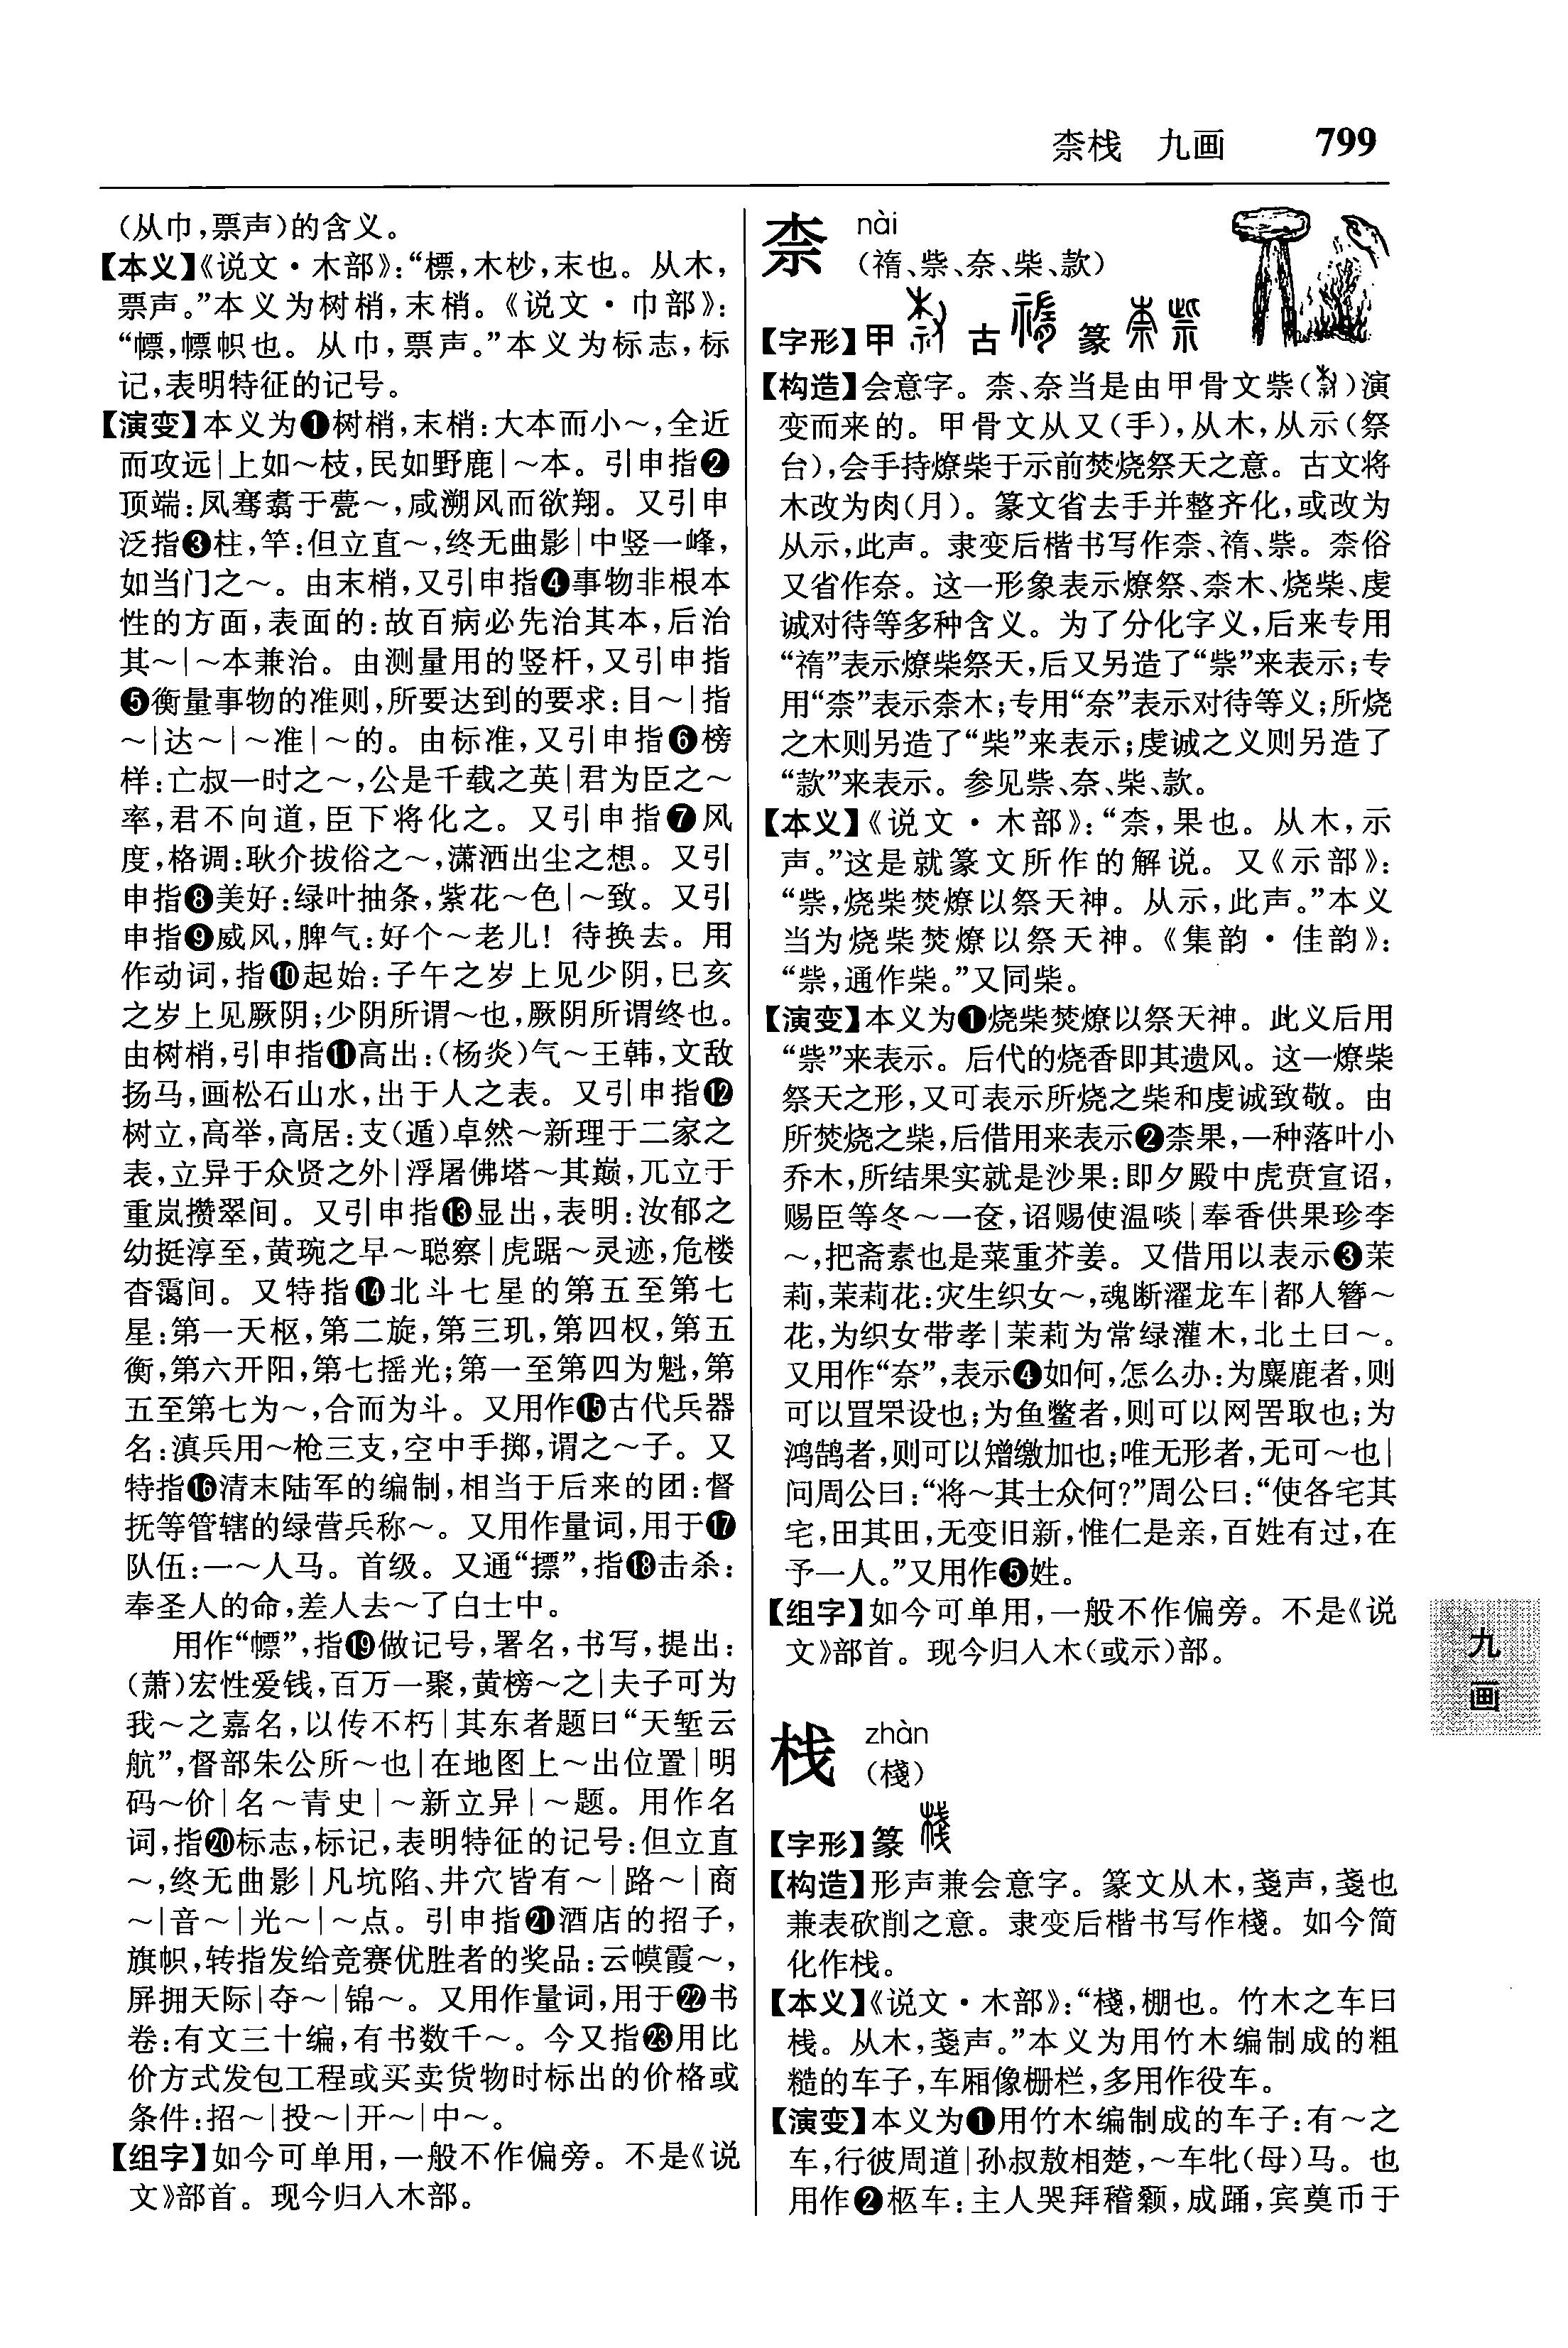 柰栈　九画　799
（从巾，票声）的含义。
【本义】《说文·木部》：“標，木杪，末也。从木，
票声。”本义为树梢，末梢。《说文·巾部》：
“幖，幖帜也。从巾，票声。”本义为标志，标
记，表明特征的记号。
【演变】本义为❶树梢，末梢：大本而小～，全近
而攻远|上如～枝，民如野鹿|～本。引申指❷
顶端：凤骞翥于甍～，咸溯风而欲翔。又引申
泛指❸柱，竿：但立直～，终无曲影|中竖一峰，
如当门之～。由末梢，又引申指❹事物非根本
性的方面，表面的：故百病必先治其本，后治
其～|～本兼治。由测量用的竖杆，又引申指
❺衡量事物的准则，所要达到的要求：目～|指
～|达～|～准|～的。由标准，又引申指❻榜
样：亡叔一时之～，公是千载之英|君为臣之～
率，君不向道，臣下将化之。又引申指❼风
度，格调：耿介拔俗之～，潇洒出尘之想。又引
申指❽美好：绿叶抽条，紫花～色|～致。又引
申指❾威风，脾气：好个～老儿！待换去。用
作动词，指❿起始：子午之岁上见少阴，巳亥
之岁上见厥阴；少阴所谓～也，厥阴所谓终也。
由树梢，引申指⓫高出：（杨炎）气～王韩，文敌
扬马，画松石山水，出于人之表。又引申指⓬
树立，高举，高居：支（遁）卓然～新理于二家之
表，立异于众贤之外|浮屠佛塔～其巅，兀立于
重岚攒翠间。又引申指⓭显出，表明：汝郁之
幼挺淳至，黄琬之早～聪察|虎踞～灵迹，危楼
杳霭间。又特指⓮北斗七星的第五至第七
星：第一天枢，第二旋，第三玑，第四权，第五
衡，第六开阳，第七摇光；第一至第四为魁，第
五至第七为～，合而为斗。又用作⓯古代兵器
名：滇兵用～枪三支，空中手掷，谓之～子。又
特指⓰清末陆军的编制，相当于后来的团：督
抚等管辖的绿营兵称～。又用作量词，用于⓱
队伍：一～人马。首级。又通“摽”，指⓲击杀：
奉圣人的命，差人去～了白士中。
用作“幖”，指⓳做记号，署名，书写，提出：
（萧）宏性爱钱，百万一聚，黄榜～之|夫子可为
我～之嘉名，以传不朽|其东者题曰“天堑云
航”，督部朱公所～也|在地图上～出位置|明
码～价|名～青史|～新立异|～题。用作名
词，指⓴标志，标记，表明特征的记号：但立直
～，终无曲影|凡坑陷、井穴皆有～|路～|商
～|音～|光～|～点。引申指㉑酒店的招子，
旗帜，转指发给竞赛优胜者的奖品：云幙霞～，
屏拥天际|夺～|锦～。又用作量词，用于㉒书
卷：有文三十编，有书数千～。今又指㉓用比
价方式发包工程或买卖货物时标出的价格或
条件：招～|投～|开～|中～。
【组字】如今可单用，一般不作偏旁。不是《说
文》部首。现今归入木部。
柰　nài
（禙、祡、奈、柴、款）
【字形】甲　古　篆
【构造】会意字。柰、奈当是由甲骨文祡（）演
变而来的。甲骨文从又（手），从木，从示（祭
台），会手持燎柴于示前焚烧祭天之意。古文将
木改为肉（月）。篆文省去手并整齐化，或改为
从示，此声。隶变后楷书写作柰、、祡。柰俗
又省作奈。这一形象表示燎祭、柰木、烧柴、虔
诚对待等多种含义。为了分化字义，后来专用
“”表示燎柴祭天，后又另造了“祡”来表示；专
用“柰”表示柰木；专用“奈”表示对待等义；所烧
之木则另造了“柴”来表示；虔诚之义则另造了
“款”来表示。参见祡、奈、柴、款。
【本义】《说文·木部》：“柰，果也。从木，示
声。”这是就篆文所作的解说。又《示部》：
“祡，烧柴焚燎以祭天神。从示，此声。”本义
当为烧柴焚燎以祭天神。《集韵·佳韵》：
“祡，通作柴。”又同柴。
【演变】本义为❶烧柴焚燎以祭天神。此义后用
“祡”来表示。后代的烧香即其遗风。这一燎柴
祭天之形，又可表示所烧之柴和虔诚致敬。由
所焚烧之柴，后借用来表示❷柰果，一种落叶小
乔木，所结果实就是沙果：即夕殿中虎贲宣诏，
赐臣等冬～一奁，诏赐使温啖|奉香供果珍李
～，把斋素也是菜重芥姜。又借用以表示❸茉
莉，茉莉花：灾生织女～，魂断濯龙车|都人簪～
花，为织女带孝|茉莉为常绿灌木，北土曰～。
又用作“奈”，表示❹如何，怎么办：为麋鹿者，则
可以罝罘设也；为鱼鳖者，则可以网罟取也；为
鸿鹄者，则可以矰缴加也；唯无形者，无可～也|
问周公曰：“将～其士众何？”周公曰：“使各宅其
宅，田其田，无变旧新，惟仁是亲，百姓有过，在
予一人。”又用作❺姓。
【组字】如今可单用，一般不作偏旁。不是《说
文》部首。现今归入木（或示）部。
栈　zhàn
（棧）
【字形】篆
【构造】形声兼会意字。篆文从木，戔声，戔也
兼表砍削之意。隶变后楷书写作棧。如今简
化作栈。
【本义】《说文·木部》：“棧，棚也。竹木之车曰
栈。从木，戔声。”本义为用竹木编制成的粗
糙的车子，车厢像栅栏，多用作役车。
【演变】本义为❶用竹木编制成的车子：有～之
车，行彼周道|孙叔敖相楚，～车牝（母）马。也
用作❷柩车：主人哭拜稽颡，成踊，宾奠币于
九
画